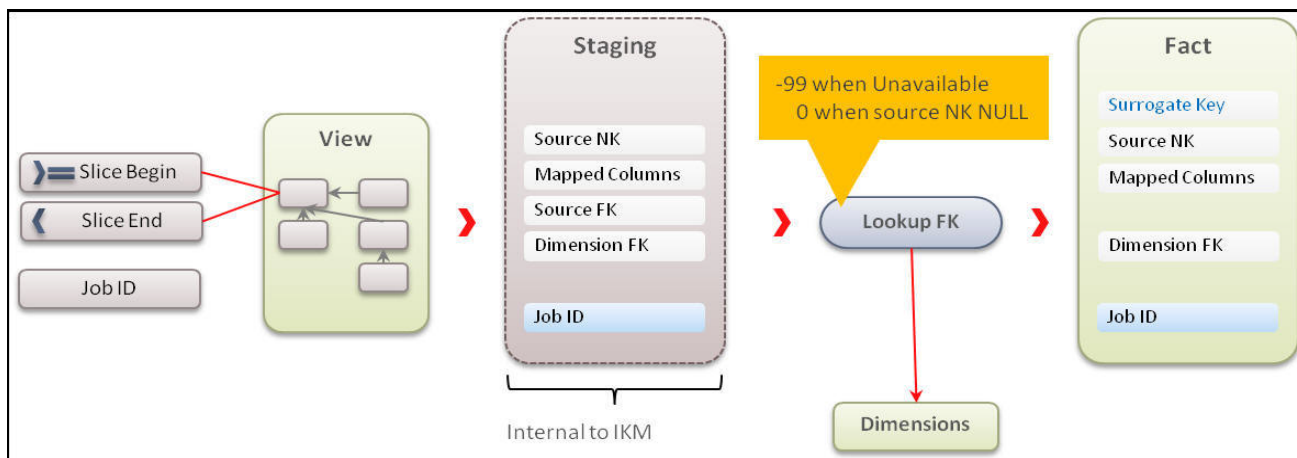 Slice Begin
Slice End
Job ID
View
Staging
Source NK
Mapped Columns
Source FK
Dimension FK
Job ID
Internal to IKM
-99 when Unavailable
0 when source NK NULL
Lookup FK
Dimensions
Fact
Surrogate Key
Source NK
Mapped Columns
Dimension FK
Job ID